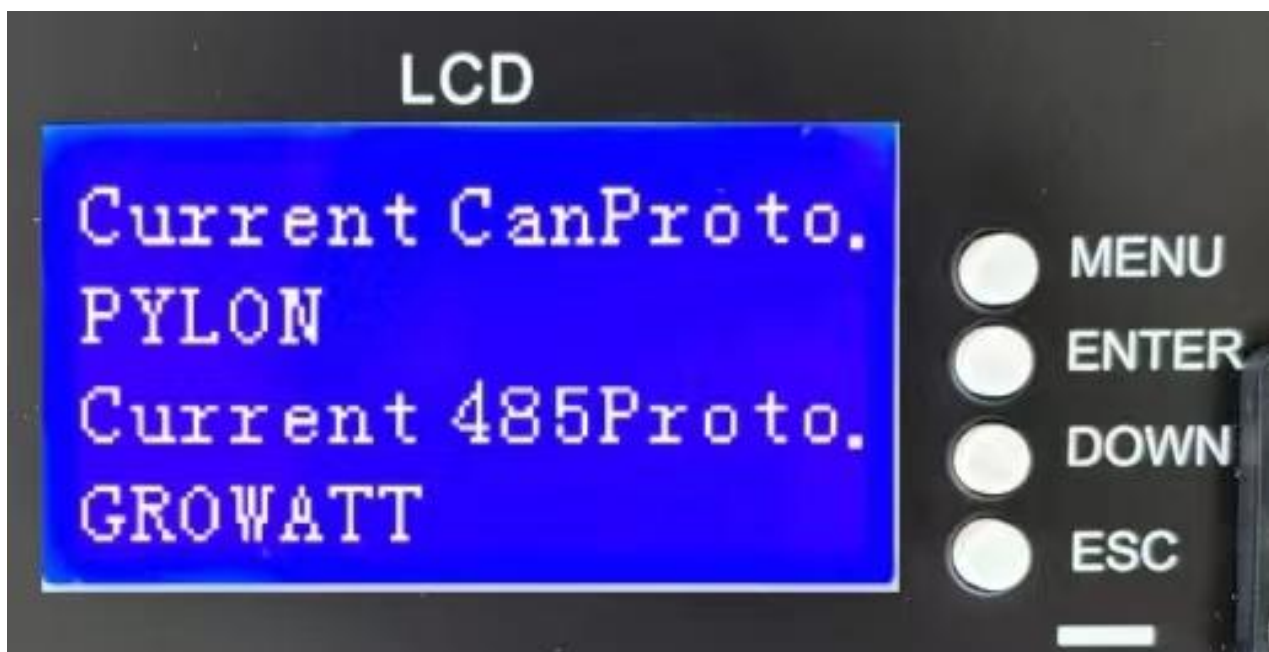 LCD
Current CanProto.
PYLON
Current 485Proto.
GROWATT
MENU
ENTER
DOWN
ESC